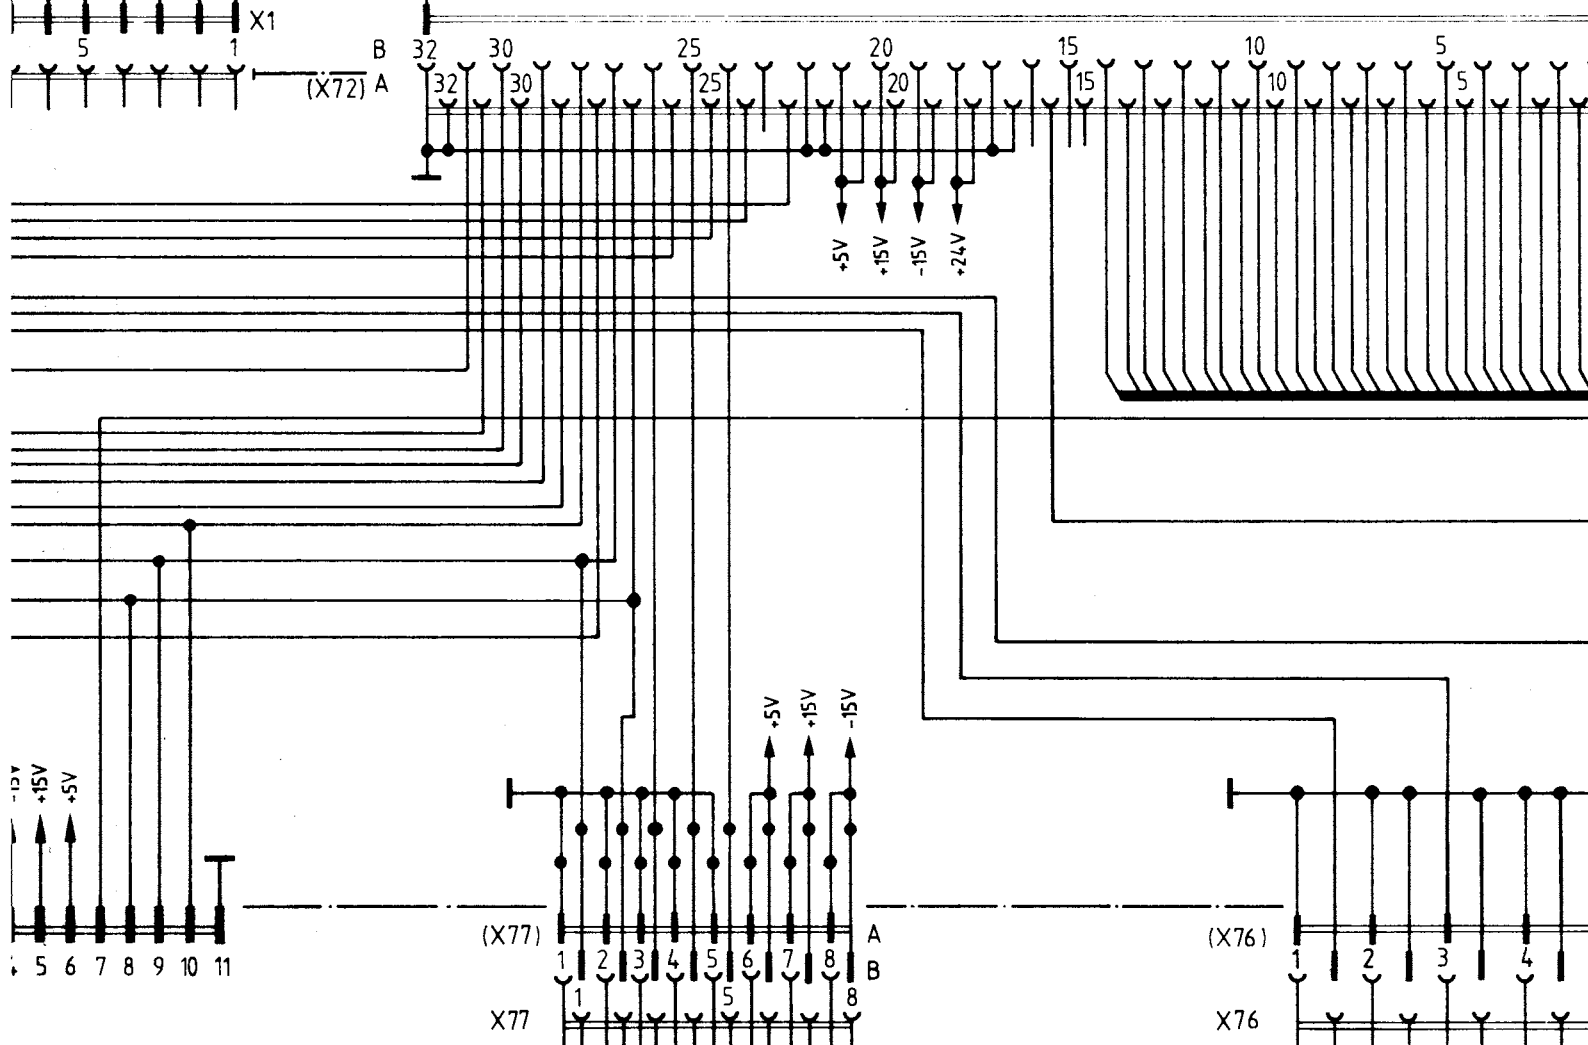 X1
5 1 B 32 30 25 20 15 10 5
(X72) A 32 30 25 20 15 10 5
+5V
+15V
-15V
+24V
+5V
+15V
-15V
-15V
+15V
+5V
(X77) A
(X76)
4 5 6 7 8 9 10 11
1 2 3 4 5 6 7 8 B
1 2 3 4
1 5 8
X77
X76